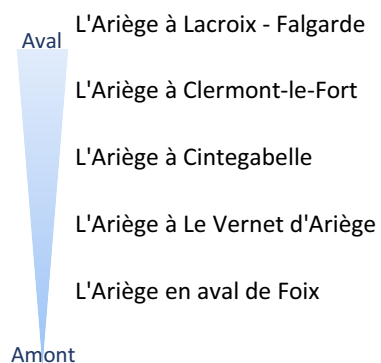 L'Ariège à Lacroix - Falgarde
Aval
L'Ariège à Clermont-le-Fort
L'Ariège à Cintegabelle
L'Ariège à Le Vernet d'Ariège
L'Ariège en aval de Foix
Amont